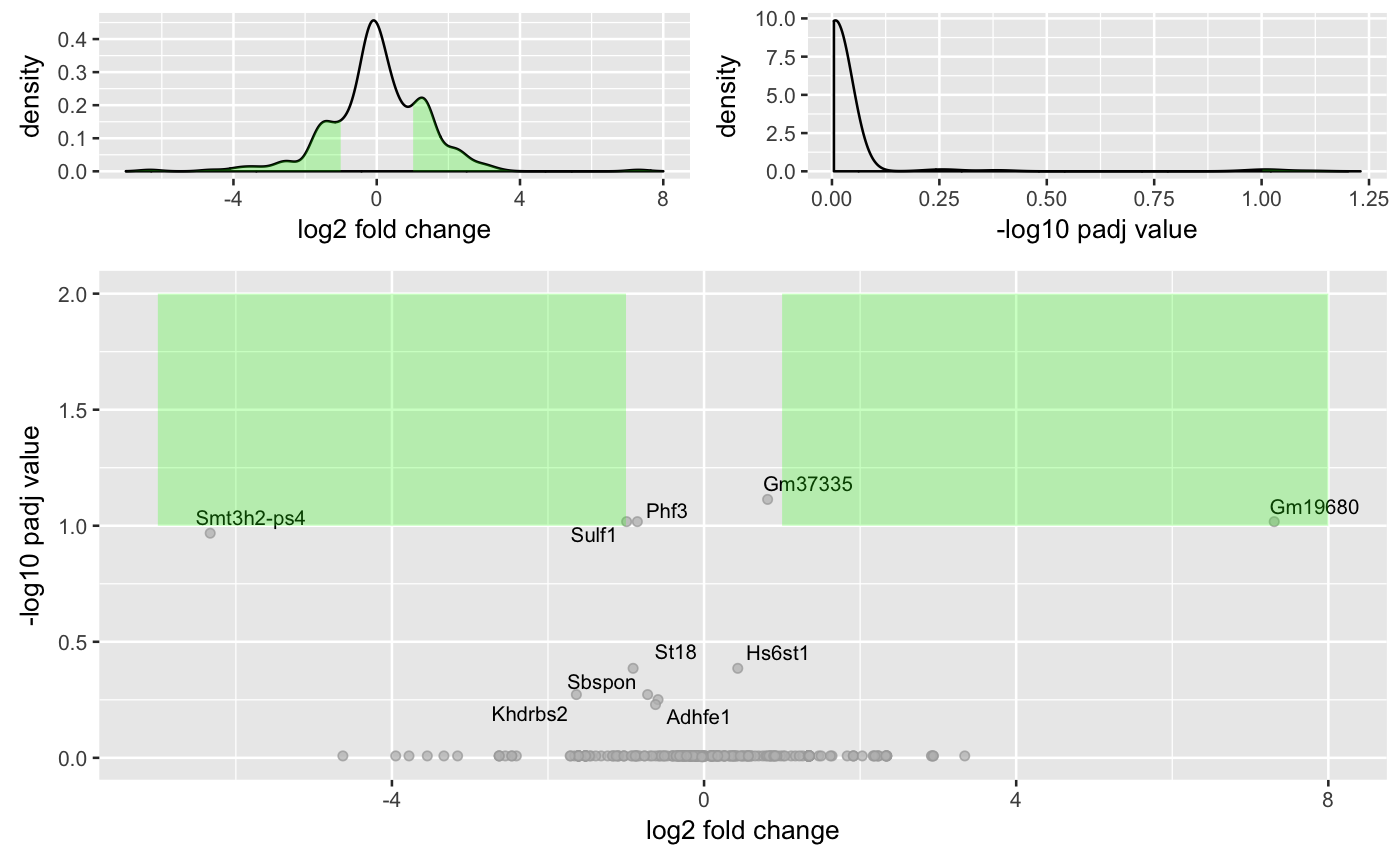 density
0.4
0.3
0.2
0.1
0.0
-4 0 4 8
log2 fold change
density
10.0
7.5
5.0
2.5
0.0
0.00 0.25 0.50 0.75 1.00 1.25
-log10 padj value
-log10 padj value
2.0
1.5
1.0
0.5
0.0
Gm37335
Gm19680
Phf3
Smt3h2-ps4
Sulf1
St18
Hs6st1
Sbspon
Khdrbs2
Adhfe1
-4 0 4 8
log2 fold change